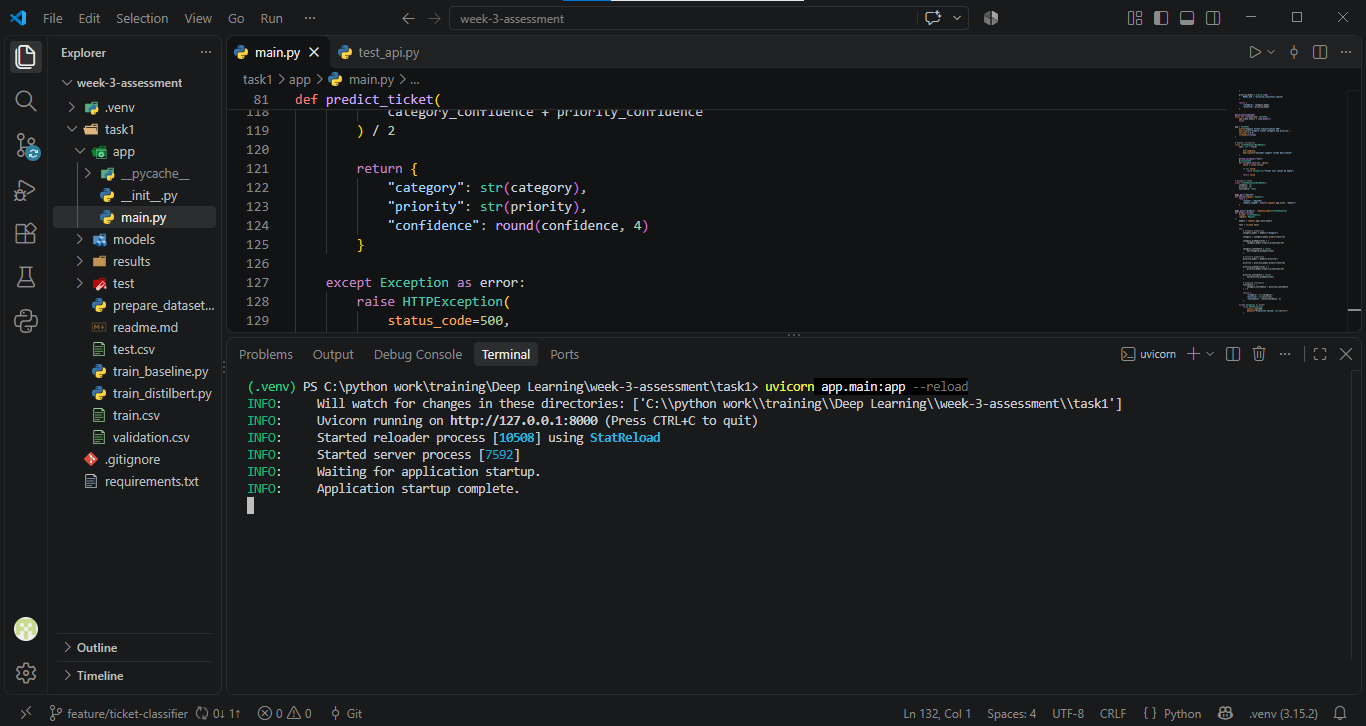 File Edit Selection View Go Run ···
week-3-assessment
Explorer
week-3-assessment
.venv
task1
app
__pycache__
__init__.py
main.py
models
results
test
prepare_dataset...
readme.md
test.csv
train_baseline.py
train_distilbert.py
train.csv
validation.csv
.gitignore
requirements.txt
Outline
Timeline
main.py
test_api.py
task1 > app > main.py > ...
81 def predict_ticket(
118 category_confidence + priority_confidence
119 ) / 2
120
121 return {
122 "category": str(category),
123 "priority": str(priority),
124 "confidence": round(confidence, 4)
125 }
126
127 except Exception as error:
128 raise HTTPException(
129 status_code=500,
Problems Output Debug Console Terminal Ports
uvicorn
(.venv) PS C:\python work\training\Deep Learning\week-3-assessment\task1> uvicorn app.main:app --reload
INFO: Will watch for changes in these directories: ['C:\\python work\\training\\Deep Learning\\week-3-assessment\\task1']
INFO: Uvicorn running on http://127.0.0.1:8000 (Press CTRL+C to quit)
INFO: Started reloader process [10508] using StatReload
INFO: Started server process [7592]
INFO: Waiting for application startup.
INFO: Application startup complete.
feature/ticket-classifier 0↓ 1↑ 0 0 Git
Ln 132, Col 1 Spaces: 4 UTF-8 CRLF {} Python .venv (3.15.2)